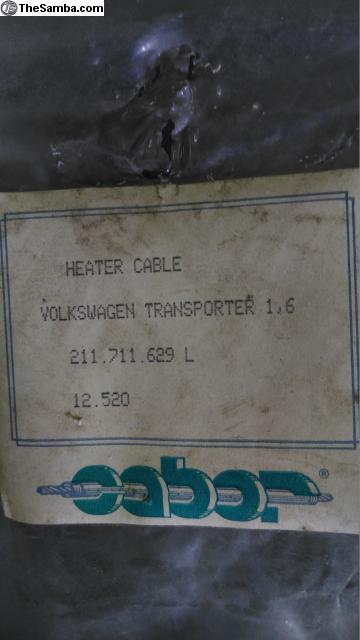 TheSamba.com
HEATER CABLE
VOLKSWAGEN TRANSPORTER 1,6
211.711.629 L
12.520
cabor®